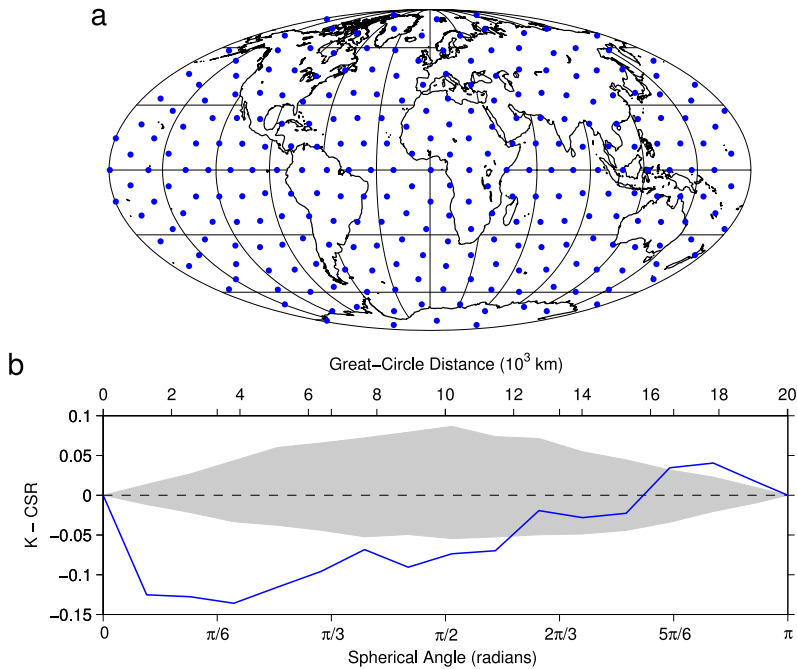 a
b
Great−Circle Distance (10³ km)
0 2 4 6 8 10 12 14 16 18 20
0.1
0.05
0
−0.05
−0.1
−0.15
K − CSR
0 π/6 π/3 π/2 2π/3 5π/6 π
Spherical Angle (radians)